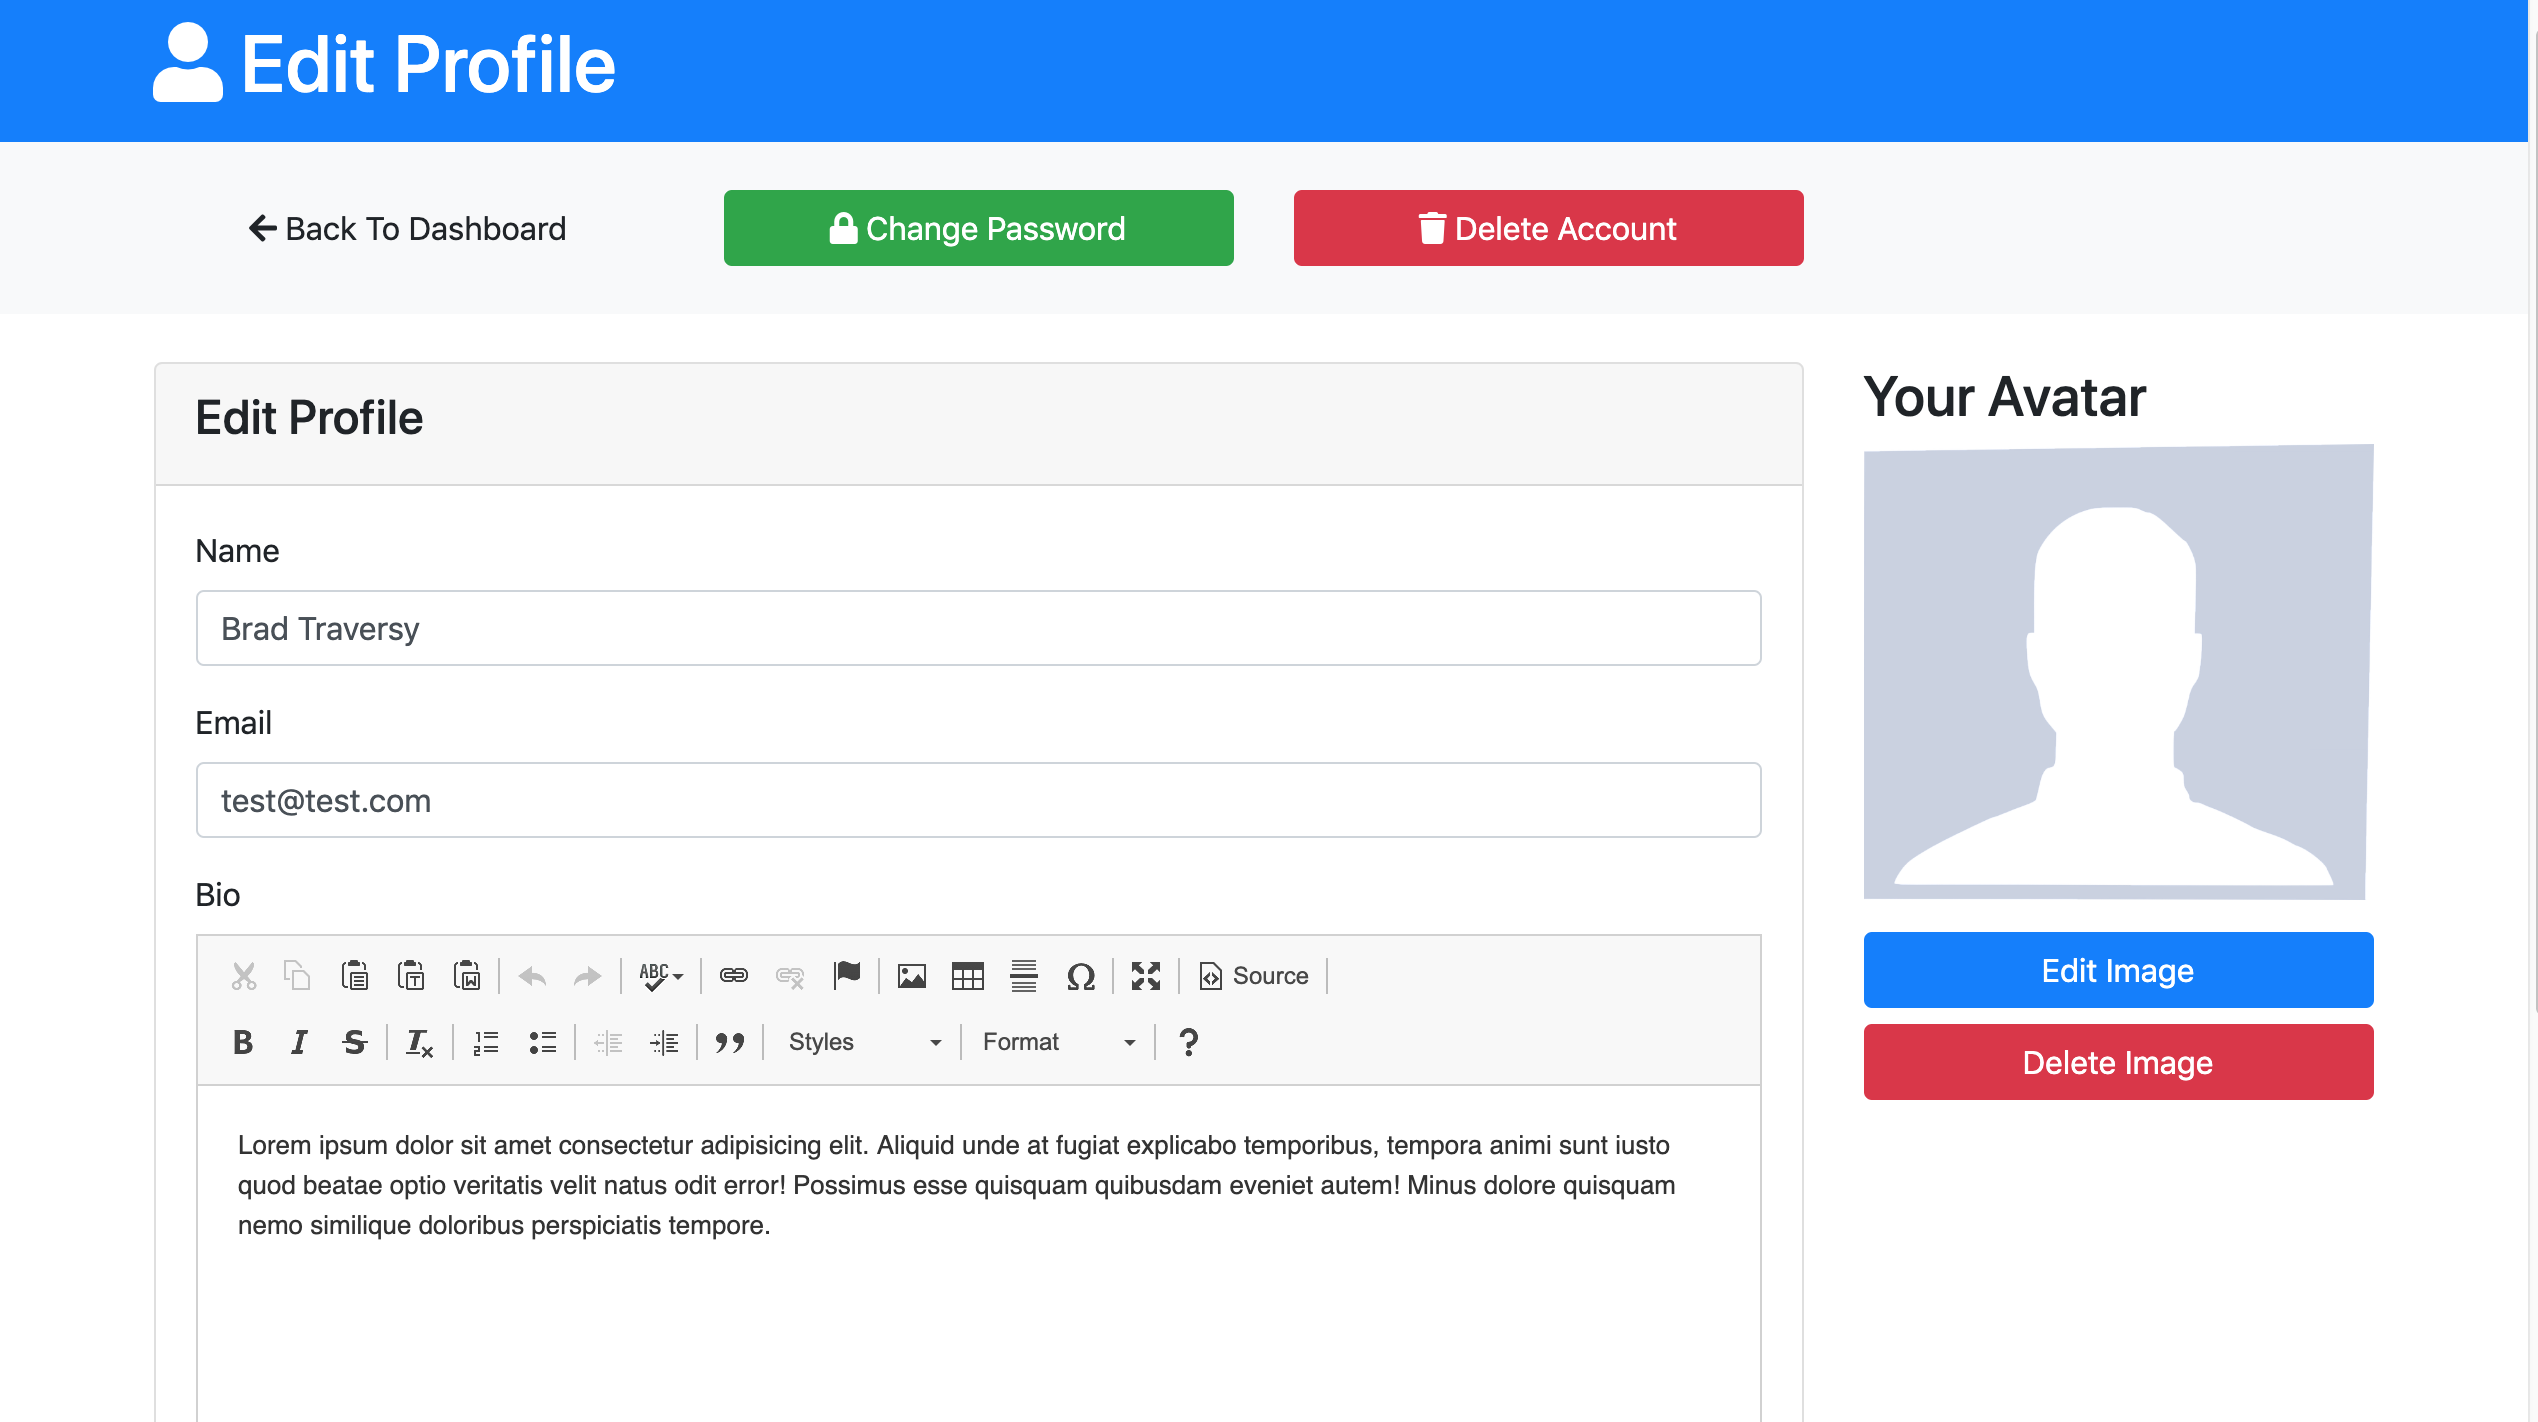 Edit Profile
Back To Dashboard
Change Password
Delete Account
Edit Profile
Name
Brad Traversy
Email
test@test.com
Bio
ABC
Source
B I S Tx
Styles
Format
?
Lorem ipsum dolor sit amet consectetur adipisicing elit. Aliquid unde at fugiat explicabo temporibus, tempora animi sunt iusto
quod beatae optio veritatis velit natus odit error! Possimus esse quisquam quibusdam eveniet autem! Minus dolore quisquam
nemo similique doloribus perspiciatis tempore.
Your Avatar
Edit Image
Delete Image